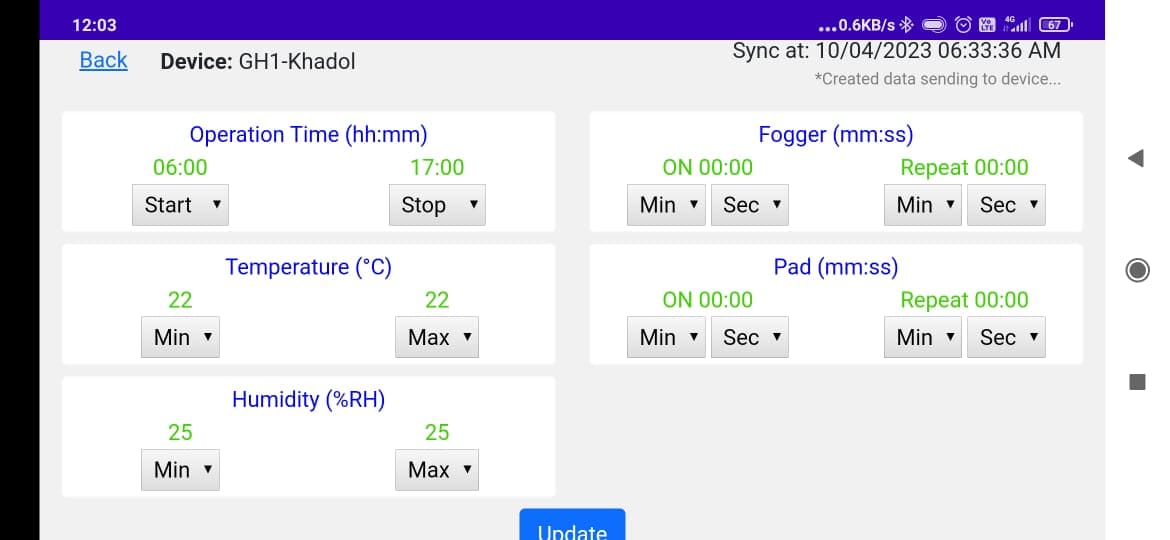 12:03
...0.6KB/s 4G 67
Back Device: GH1-Khadol
Sync at: 10/04/2023 06:33:36 AM
*Created data sending to device...
Operation Time (hh:mm)
06:00 17:00
Start Stop
Fogger (mm:ss)
ON 00:00 Repeat 00:00
Min Sec Min Sec
Temperature (°C)
22 22
Min Max
Pad (mm:ss)
ON 00:00 Repeat 00:00
Min Sec Min Sec
Humidity (%RH)
25 25
Min Max
Update